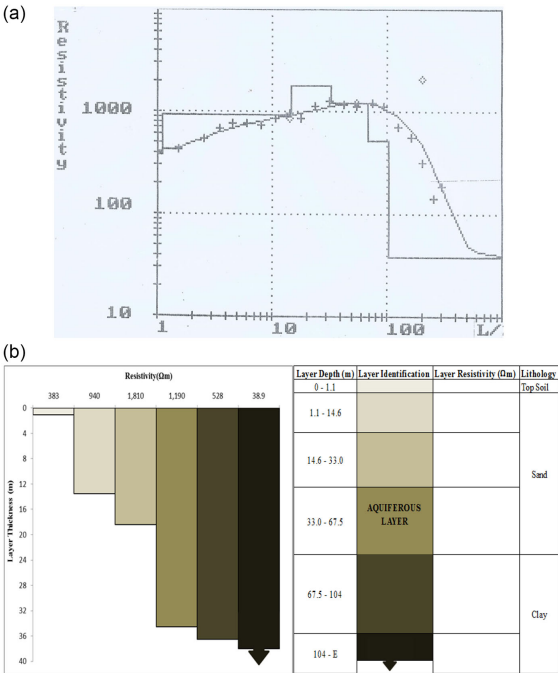 (a)
Resistivity
1000
100
10
1 10 100 L/
(b)
Resistivity(Ωm)
383 940 1,810 1,190 528 38.9
Layer Thickness (m)
0
4
8
12
16
20
24
28
32
36
40
Layer Depth (m) Layer Identification Layer Resistivity (Ωm) Lithology
0 - 1.1 Top Soil
1.1 - 14.6
14.6 - 33.0
Sand
33.0 - 67.5
AQUIFEROUS
LAYER
67.5 - 104
Clay
104 - E